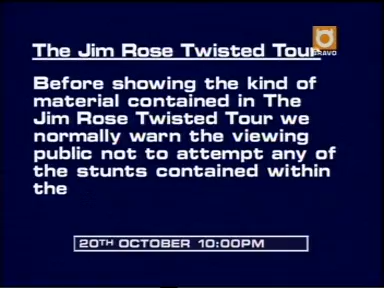 The Jim Rose Twisted Tour
BRAVO
Before showing the kind of
material contained in The
Jim Rose Twisted Tour we
normally warn the viewing
public not to attempt any of
the stunts contained within
the
20TH OCTOBER 10:00PM